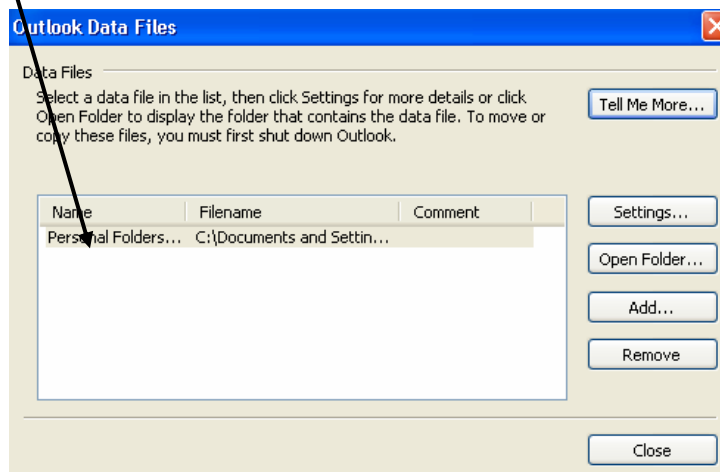 Outlook Data Files
Data Files
Select a data file in the list, then click Settings for more details or click
Open Folder to display the folder that contains the data file. To move or
copy these files, you must first shut down Outlook.
Tell Me More...
Name Filename Comment
Personal Folders... C:\Documents and Settin...
Settings...
Open Folder...
Add...
Remove
Close